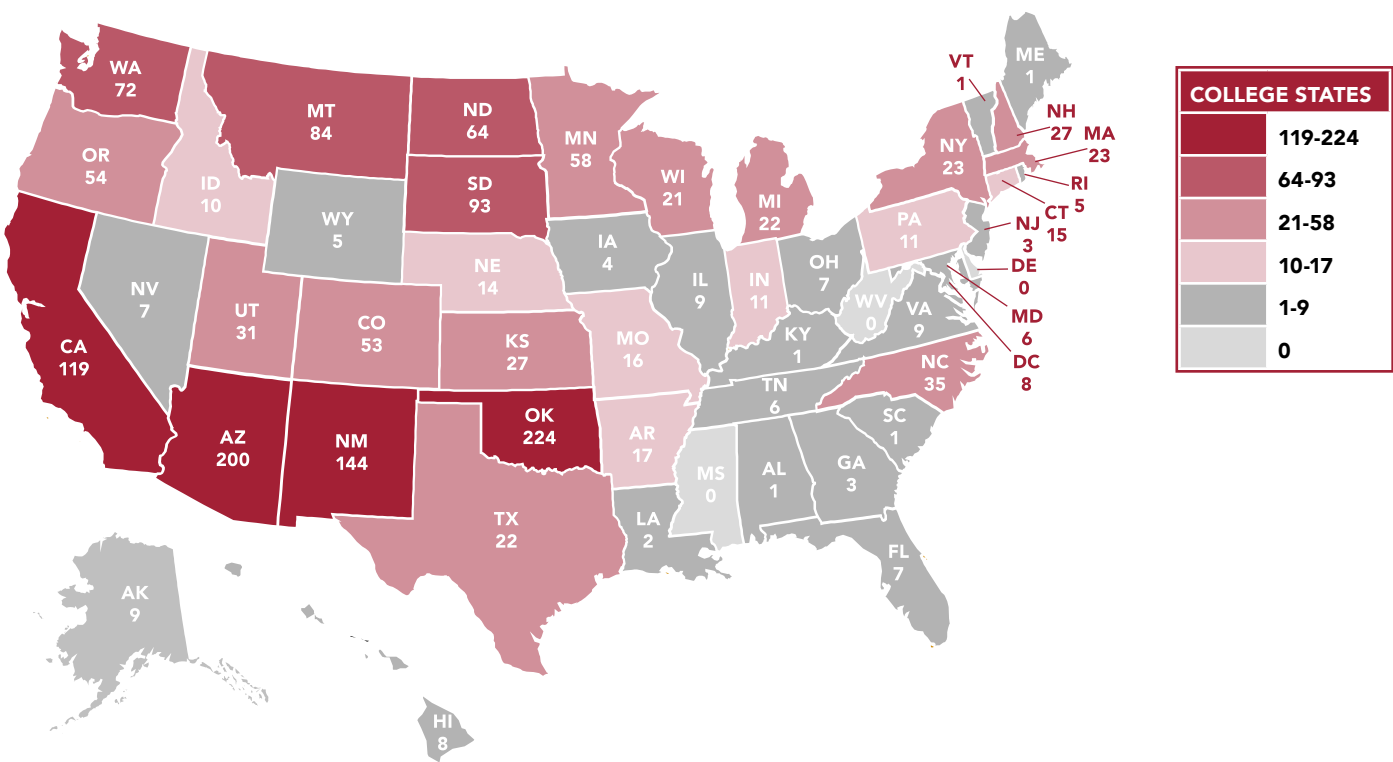 WA
72
OR
54
CA
119
ID
10
NV
7
MT
84
WY
5
UT
31
AZ
200
CO
53
NM
144
ND
64
SD
93
NE
14
KS
27
OK
224
TX
22
MN
58
IA
4
MO
16
AR
17
LA
2
WI
21
IL
9
MI
22
IN
11
OH
7
KY
1
TN
6
MS
0
AL
1
GA
3
FL
7
SC
1
NC
35
VA
9
WV
0
PA
11
NY
23
VT
1
ME
1
NH
27
MA
23
RI
5
CT
15
NJ
3
DE
0
MD
6
DC
8
AK
9
HI
8
COLLEGE STATES
119-224
64-93
21-58
10-17
1-9
0